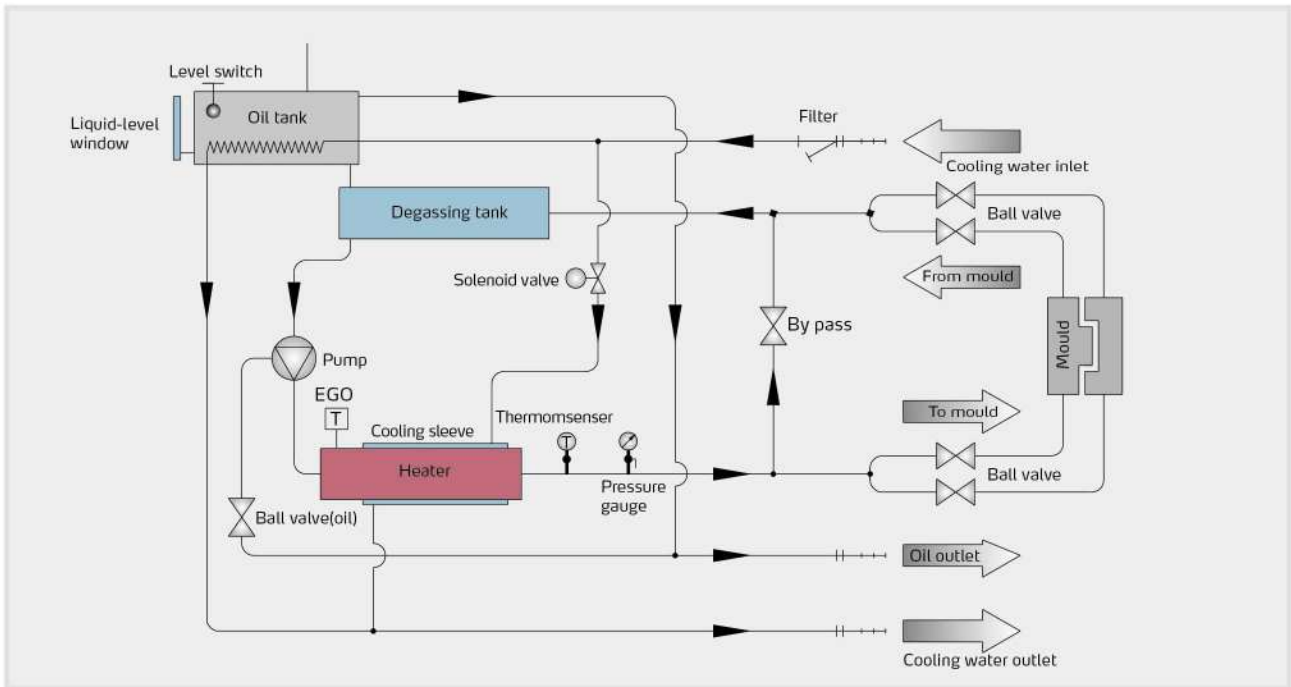 Level switch
Oil tank
Liquid-level
window
Filter
Cooling water inlet
Degassing tank
Ball valve
Solenoid valve
From mould
By pass
Mould
Pump
EGO
T
Cooling sleeve
Thermomsenser
T
To mould
Heater
Pressure
gauge
Ball valve
Ball valve(oil)
Oil outlet
Cooling water outlet